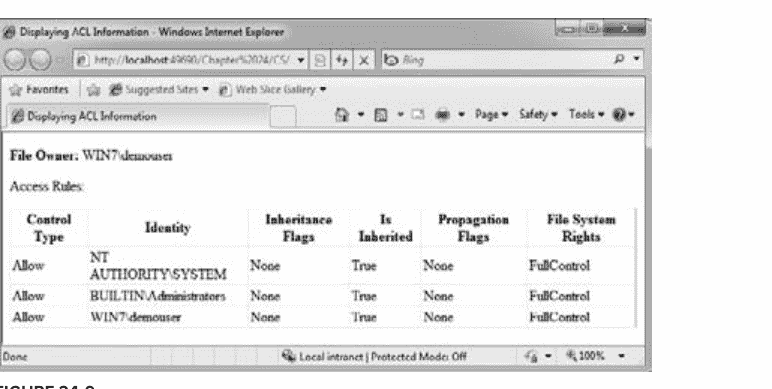 Displaying ACL Information - Windows Internet Explorer
http://localhost:49690/Chapter%2024/CS/
Bing
Favorites Suggested Sites Web Slice Gallery
Displaying ACL Information
Page Safety Tools
File Owner: WIN7\demouser
Access Rules:
Control Type Identity Inheritance Flags Is Inherited Propagation Flags File System Rights
Allow NT AUTHORITY\SYSTEM None True None FullControl
Allow BUILTIN\Administrators None True None FullControl
Allow WIN7\demouser None True None FullControl
Done Local intranet | Protected Mode: Off 100%